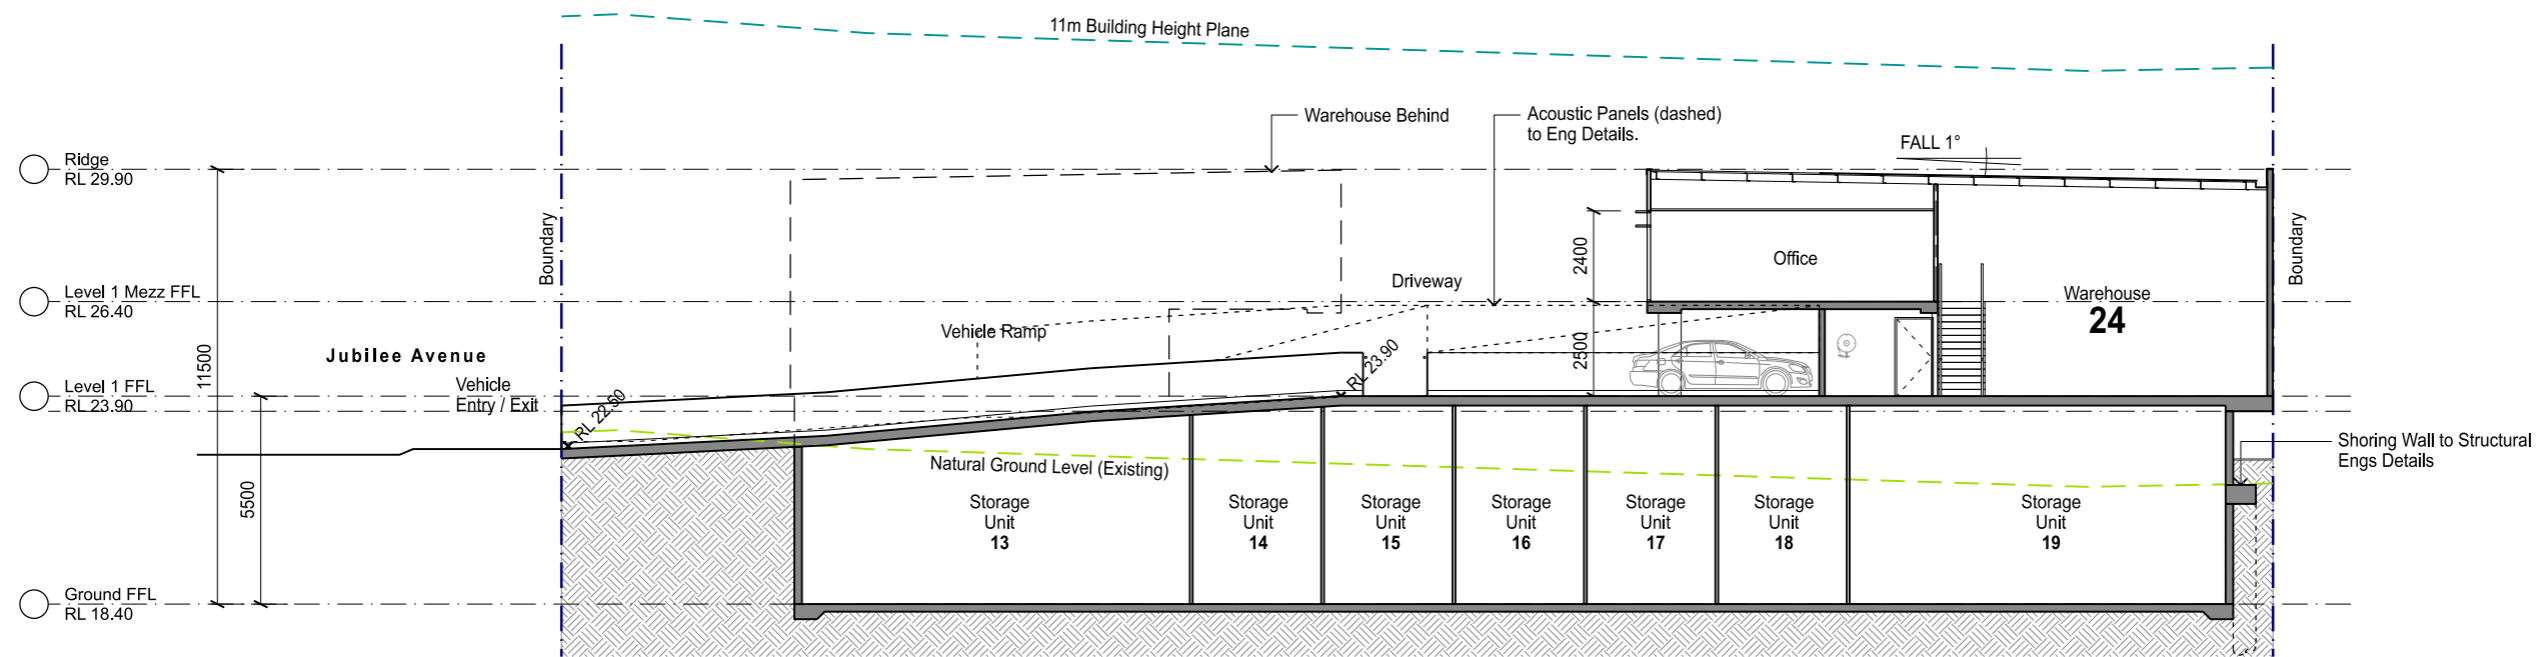 11m Building Height Plane
Warehouse Behind
Acoustic Panels (dashed)
to Eng Details.
FALL 1°
Ridge
RL 29.90
Boundary
Boundary
2400
Office
Driveway
Level 1 Mezz FFL
RL 26.40
Warehouse
24
Vehicle Ramp
11500
Jubilee Avenue
2500
RL 23.90
Level 1 FFL
RL 23.90
Vehicle
Entry / Exit
RL 22.50
Shoring Wall to Structural
Engs Details
Natural Ground Level (Existing)
5500
Storage
Unit
13
Storage
Unit
14
Storage
Unit
15
Storage
Unit
16
Storage
Unit
17
Storage
Unit
18
Storage
Unit
19
Ground FFL
RL 18.40